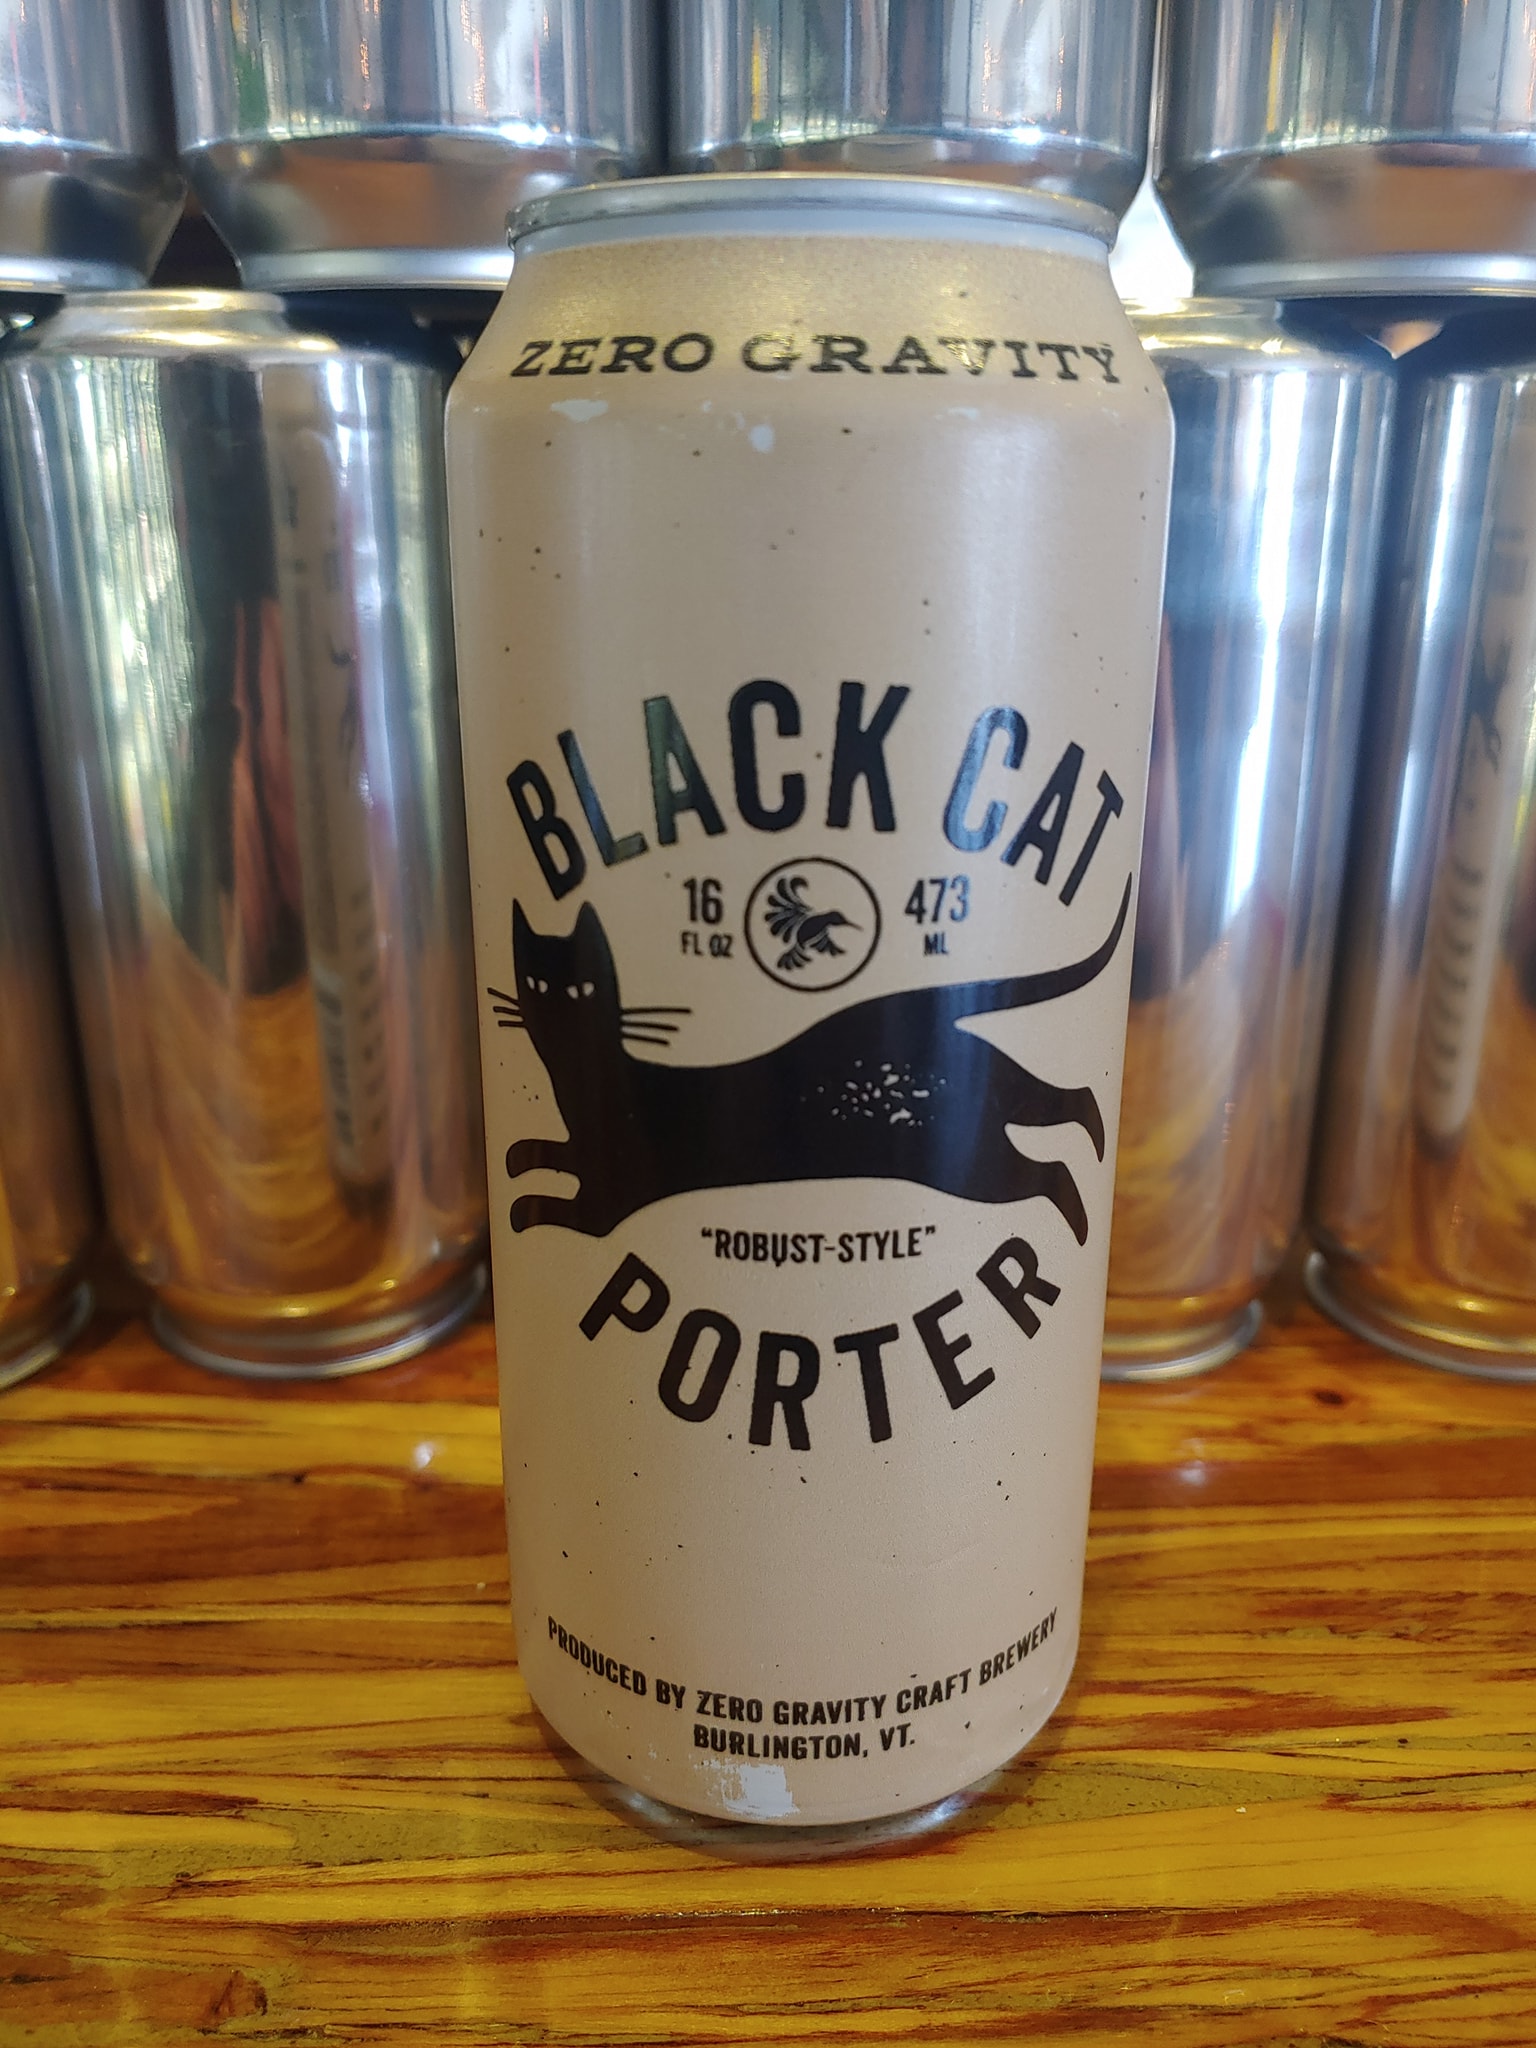 ZERO GRAVITY
BLACK CAT
16 473
FL OZ ML
"ROBUST-STYLE"
PORTER
PRODUCED BY ZERO GRAVITY CRAFT BREWERY
BURLINGTON, VT.